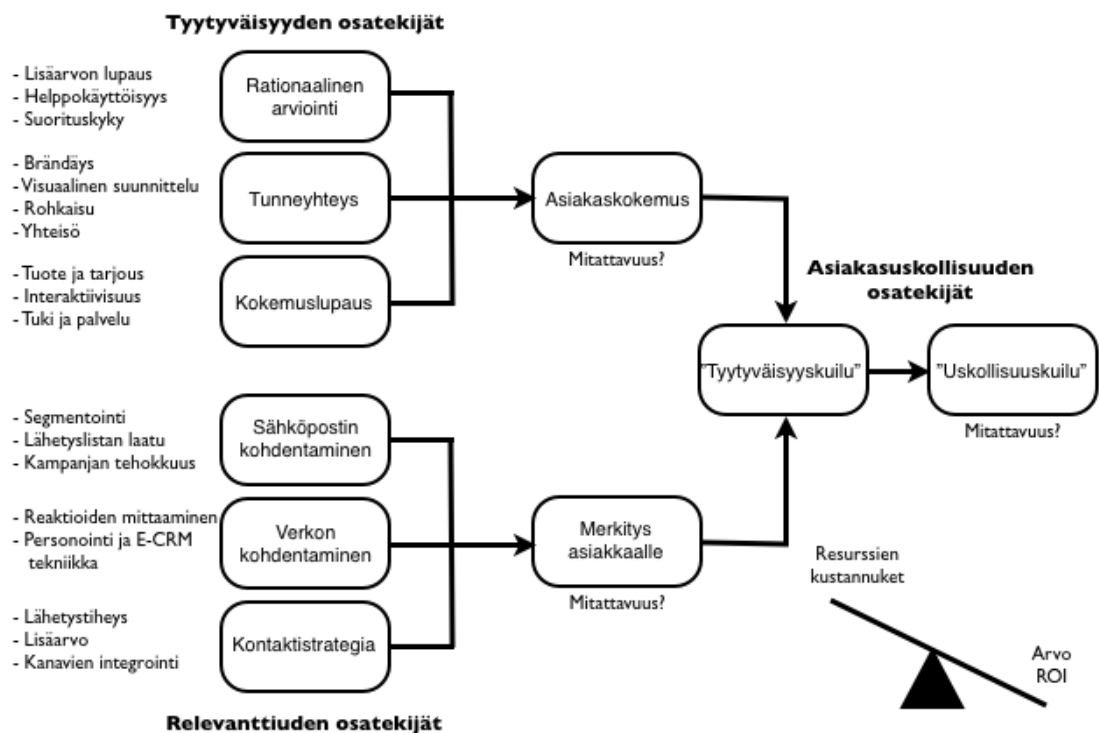 Tyytyväisyyden osatekijät
- Lisäarvon lupaus
- Helppokäyttöisyys
- Suorituskyky
Rationaalinen
arviointi
- Brändäys
- Visuaalinen suunnittelu
- Rohkaisu
- Yhteisö
Tunneyhteys
- Tuote ja tarjous
- Interaktiivisuus
- Tuki ja palvelu
Kokemuslupaus
Asiakaskokemus
Mitattavuus?
Asiakasuskollisuuden
osatekijät
"Tyytyväisyyskuilu"
"Uskollisuuskuilu"
Mitattavuus?
- Segmentointi
- Lähetyslistan laatu
- Kampanjan tehokkuus
Sähköpostin
kohdentaminen
- Reaktioiden mittaaminen
- Personointi ja E-CRM
tekniikka
Verkon
kohdentaminen
- Lähetystiheys
- Lisäarvo
- Kanavien integrointi
Kontaktistrategia
Merkitys
asiakkaalle
Mitattavuus?
Resurssien
kustannuket
Arvo
ROI
Relevanttiuden osatekijät